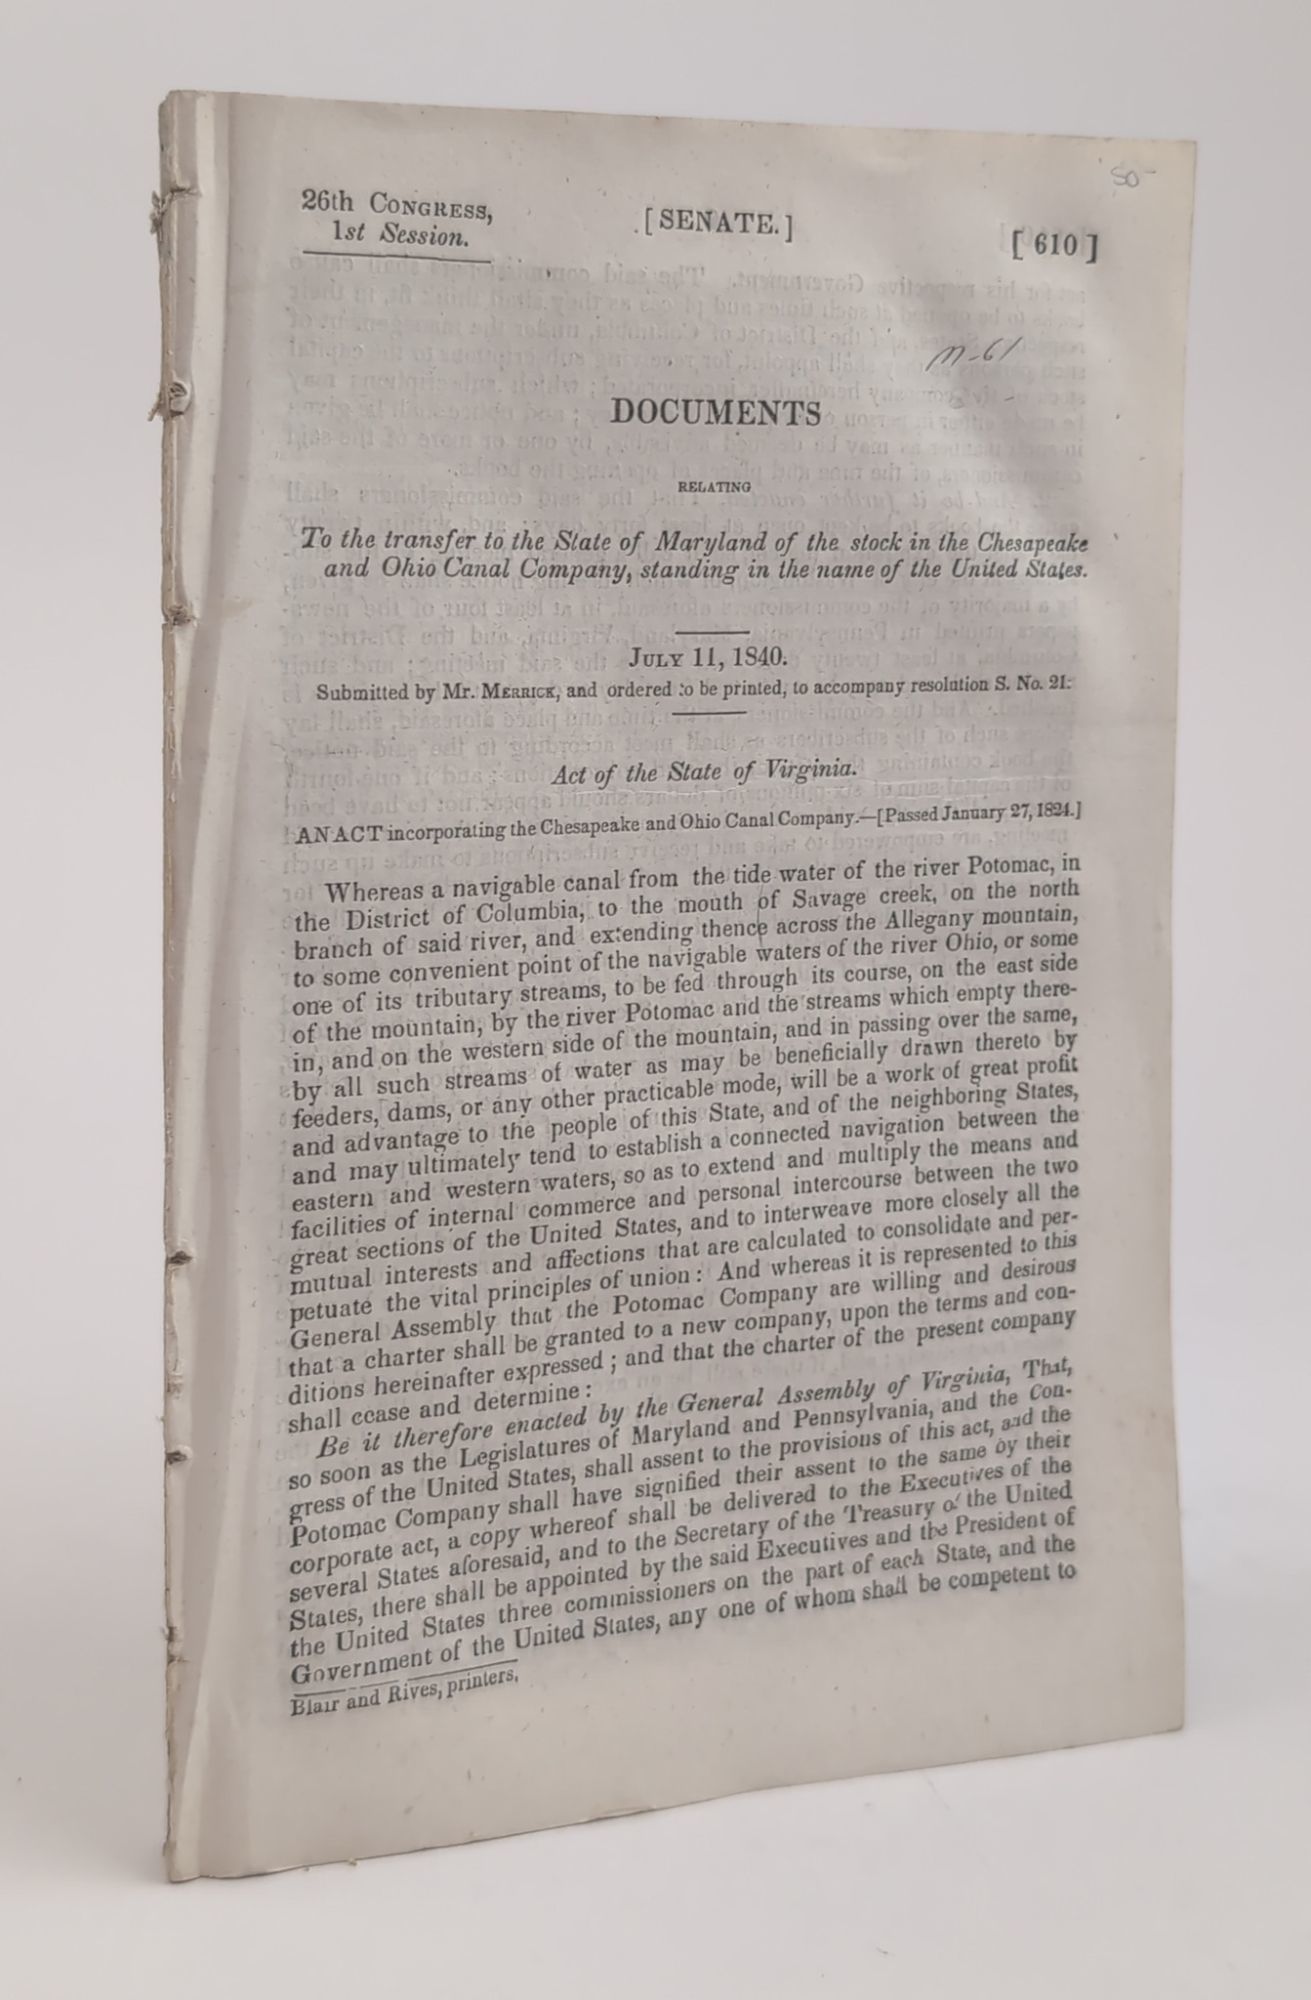 26th CONGRESS,
1st Session.
[ SENATE. ]
[ 610 ]
50-
M-61
DOCUMENTS
RELATING
To the transfer to the State of Maryland of the stock in the Chesapeake
and Ohio Canal Company, standing in the name of the United States.
JULY 11, 1840.
Submitted by Mr. MERRICK, and ordered to be printed, to accompany resolution S. No. 21.
Act of the State of Virginia.
AN ACT incorporating the Chesapeake and Ohio Canal Company.—[Passed January 27, 1824.]
Whereas a navigable canal from the tide water of the river Potomac, in
the District of Columbia, to the mouth of Savage creek, on the north
branch of said river, and extending thence across the Allegany mountain,
to some convenient point of the navigable waters of the river Ohio, or some
one of its tributary streams, to be fed through its course, on the east side
of the mountain, by the river Potomac and the streams which empty there-
in, and on the western side of the mountain, and in passing over the same,
by all such streams of water as may be beneficially drawn thereto by
feeders, dams, or any other practicable mode, will be a work of great profit
and advantage to the people of this State, and of the neighboring States,
and may ultimately tend to establish a connected navigation between the
eastern and western waters, so as to extend and multiply the means and
facilities of internal commerce and personal intercourse between the two
great sections of the United States, and to interweave more closely all the
mutual interests and affections that are calculated to consolidate and per-
petuate the vital principles of union: And whereas it is represented to this
General Assembly that the Potomac Company are willing and desirous
that a charter shall be granted to a new company, upon the terms and con-
ditions hereinafter expressed; and that the charter of the present company
shall cease and determine:
Be it therefore enacted by the General Assembly of Virginia, That,
so soon as the Legislatures of Maryland and Pennsylvania, and the Con-
gress of the United States, shall assent to the provisions of this act, and the
Potomac Company shall have signified their assent to the same by their
corporate act, a copy whereof shall be delivered to the Executives of the
several States aforesaid, and to the Secretary of the Treasury of the United
States, there shall be appointed by the said Executives and the President of
the United States three commissioners on the part of each State, and the
Government of the United States, any one of whom shall be competent to
Blair and Rives, printers.